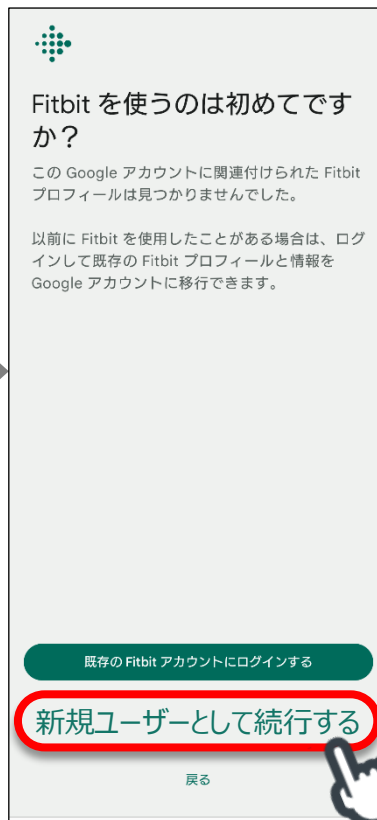 Fitbit を使うのは初めてです
か？
この Google アカウントに関連付けられた Fitbit
プロフィールは見つかりませんでした。
以前に Fitbit を使用したことがある場合は、ログ
インして既存の Fitbit プロフィールと情報を
Google アカウントに移行できます。
既存の Fitbit アカウントにログインする
新規ユーザーとして続行する
戻る